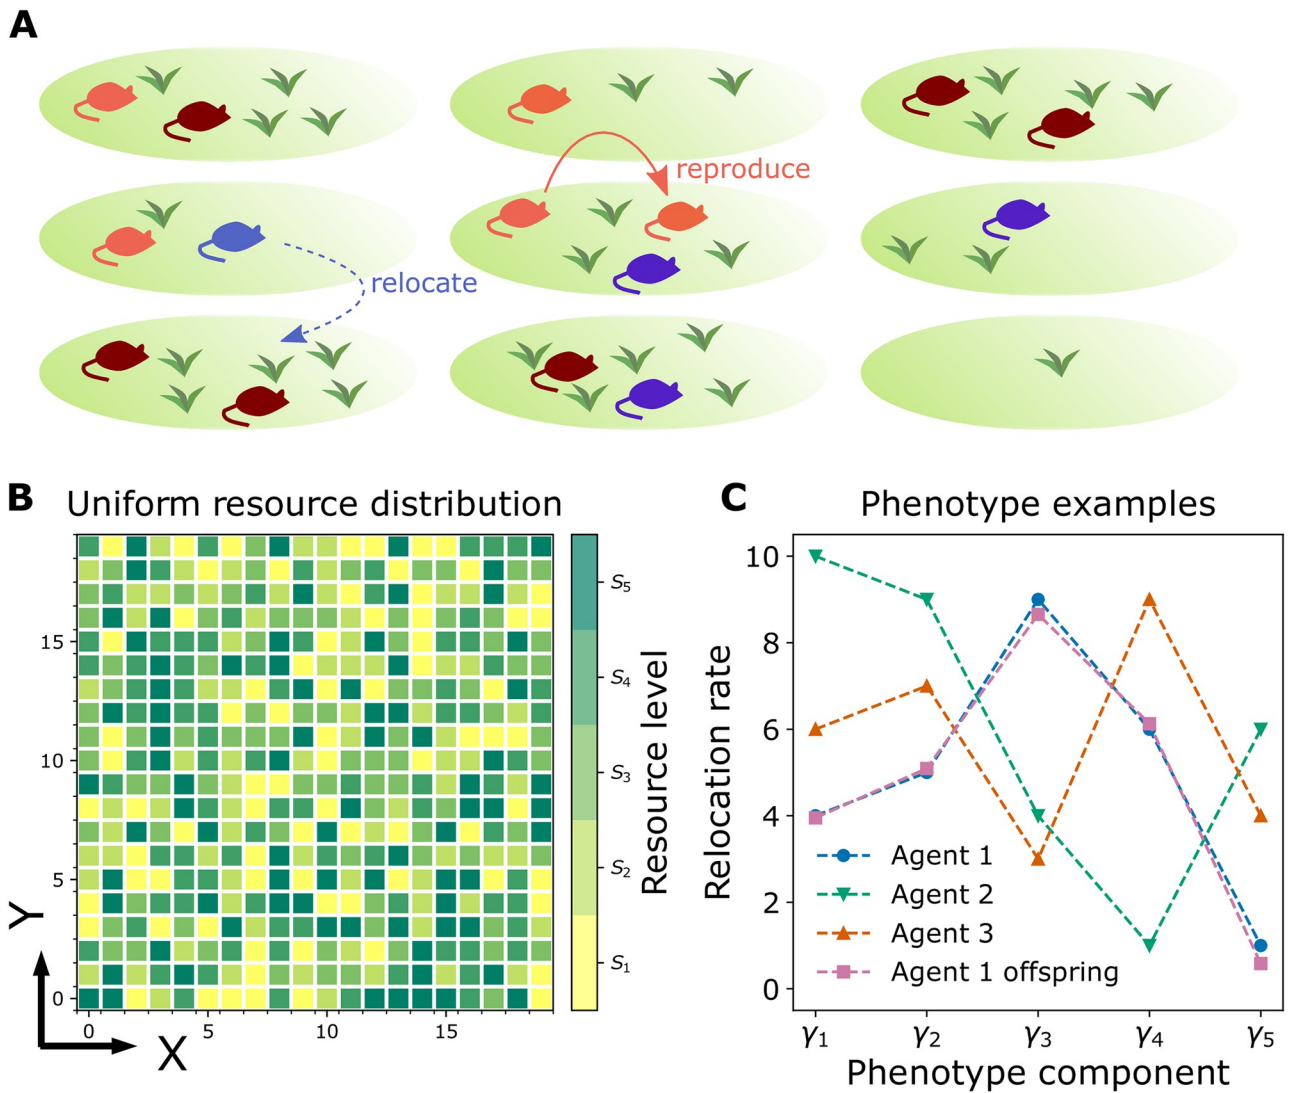 A
reproduce
relocate
B
Uniform resource distribution
15
10
5
0
Y
0
5
10
15
X
S5
S4
S3
S2
S1
Resource level
C
Phenotype examples
10
8
6
4
2
0
Relocation rate
Agent 1
Agent 2
Agent 3
Agent 1 offspring
γ1
γ2
γ3
γ4
γ5
Phenotype component